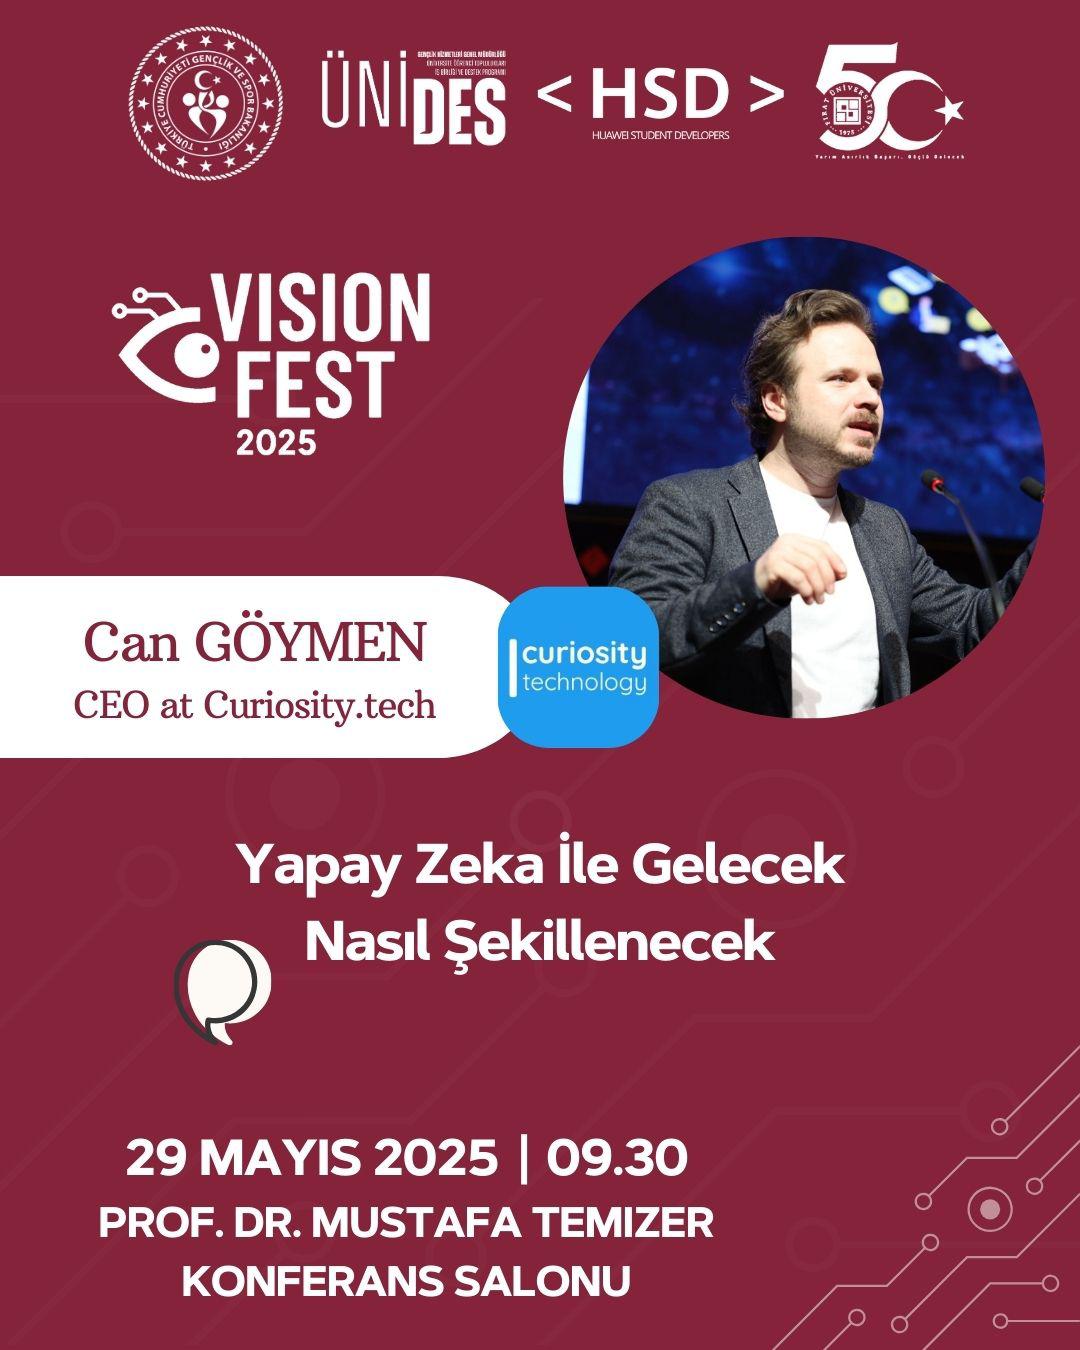 TÜRKİYE CUMHURİYETİ GENÇLİK VE SPOR BAKANLIĞI
ÜNİDES
GENÇLİK HİZMETLERİ GENEL MÜDÜRLÜĞÜ
ÜNİVERSİTE ÖĞRENCİ TOPLULUKLARI
İŞ BİRLİĞİ VE DESTEK PROGRAMI
< HSD >
HUAWEI STUDENT DEVELOPERS
50
FIRAT ÜNİVERSİTESİ
1975
Yarım Asırlık Başarı, Güçlü Gelecek
VISION
FEST
2025
Can GÖYMEN
CEO at Curiosity.tech
curiosity
technology
Yapay Zeka İle Gelecek
Nasıl Şekillenecek
29 MAYIS 2025 | 09.30
PROF. DR. MUSTAFA TEMIZER
KONFERANS SALONU